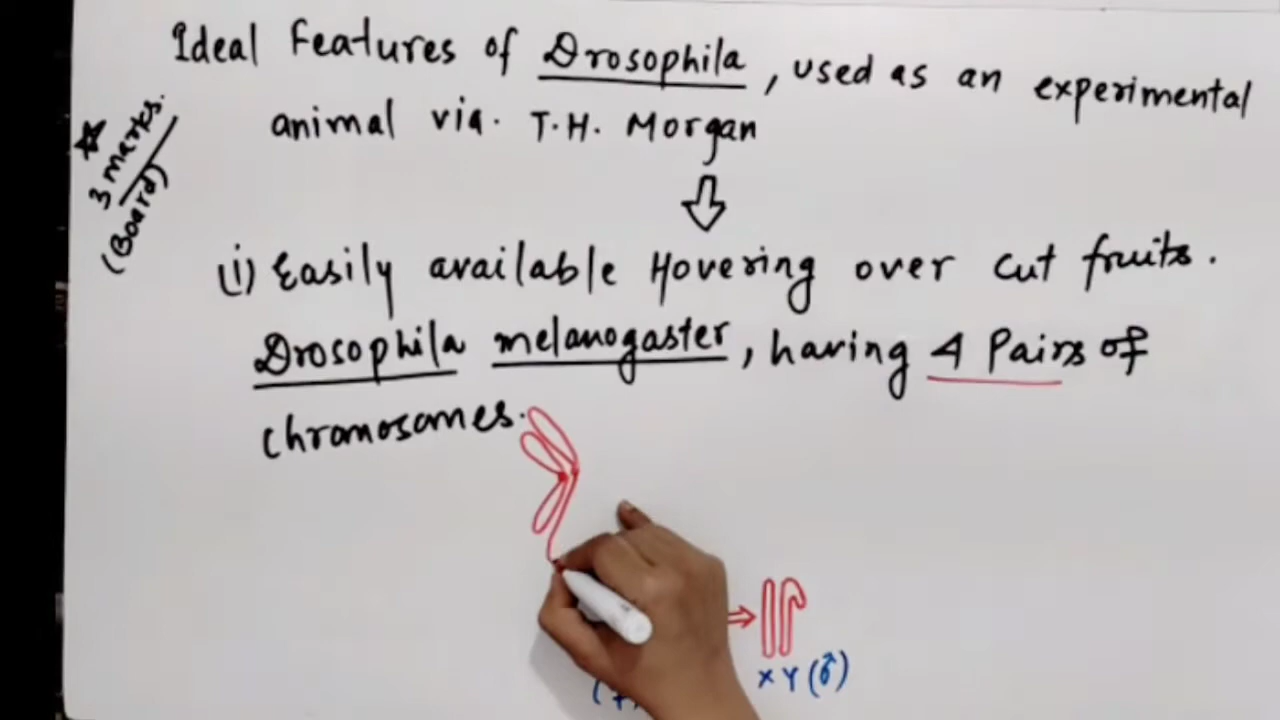 Ideal Features of Drosophila, used as an experimental
animal via. T.H. Morgan
☆ 3 marks.
(Board)
(i) Easily available Hovering over cut fruits.
Drosophila melanogaster, having 4 Pairs of
chromosomes.
X Y (♂)